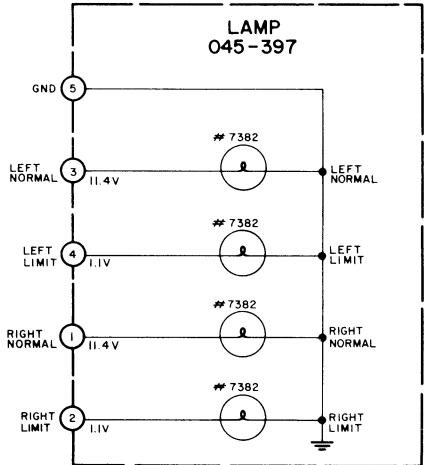 LAMP
045-397
GND 5
# 7382
LEFT
NORMAL
3
11.4V
LEFT
NORMAL
# 7382
LEFT
LIMIT
4
1.1V
LEFT
LIMIT
# 7382
RIGHT
NORMAL
1
11.4V
RIGHT
NORMAL
# 7382
RIGHT
LIMIT
2
1.1V
RIGHT
LIMIT